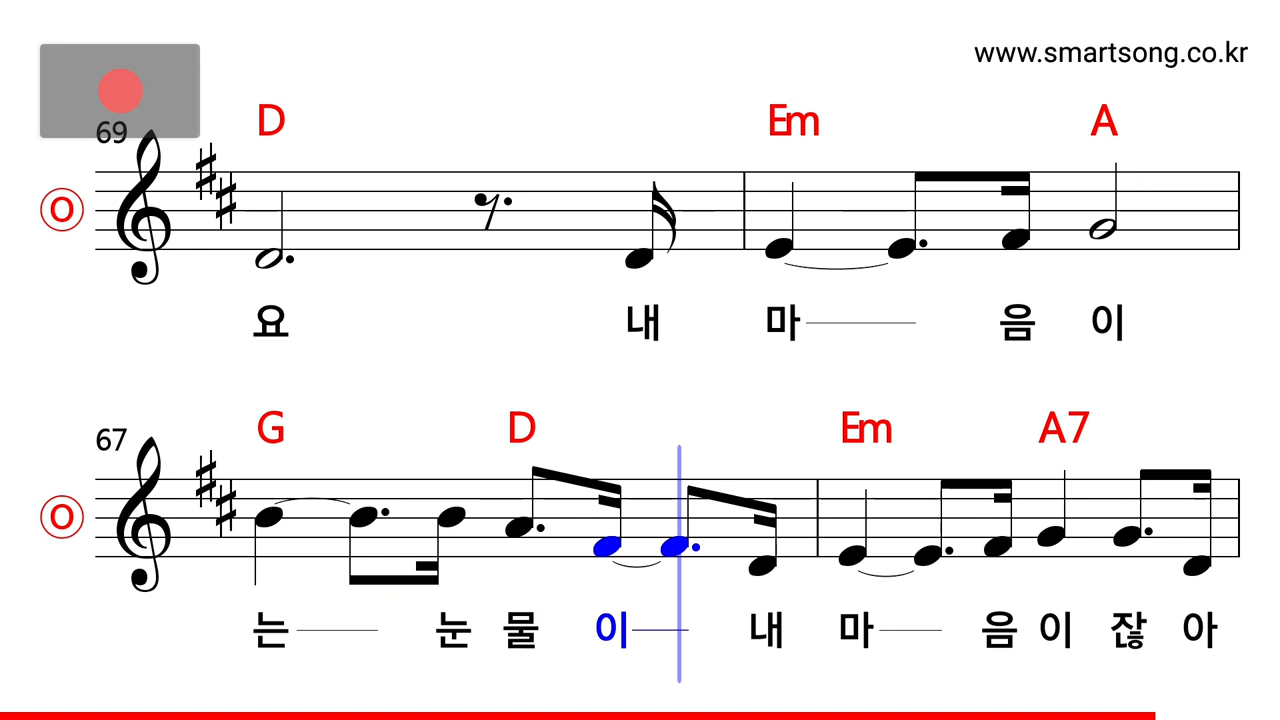 www.smartsong.co.kr
D Em A
69
O
요 내 마 음 이
G D Em A7
67
O
는 눈 물 이 내 마 음 이 잖 아